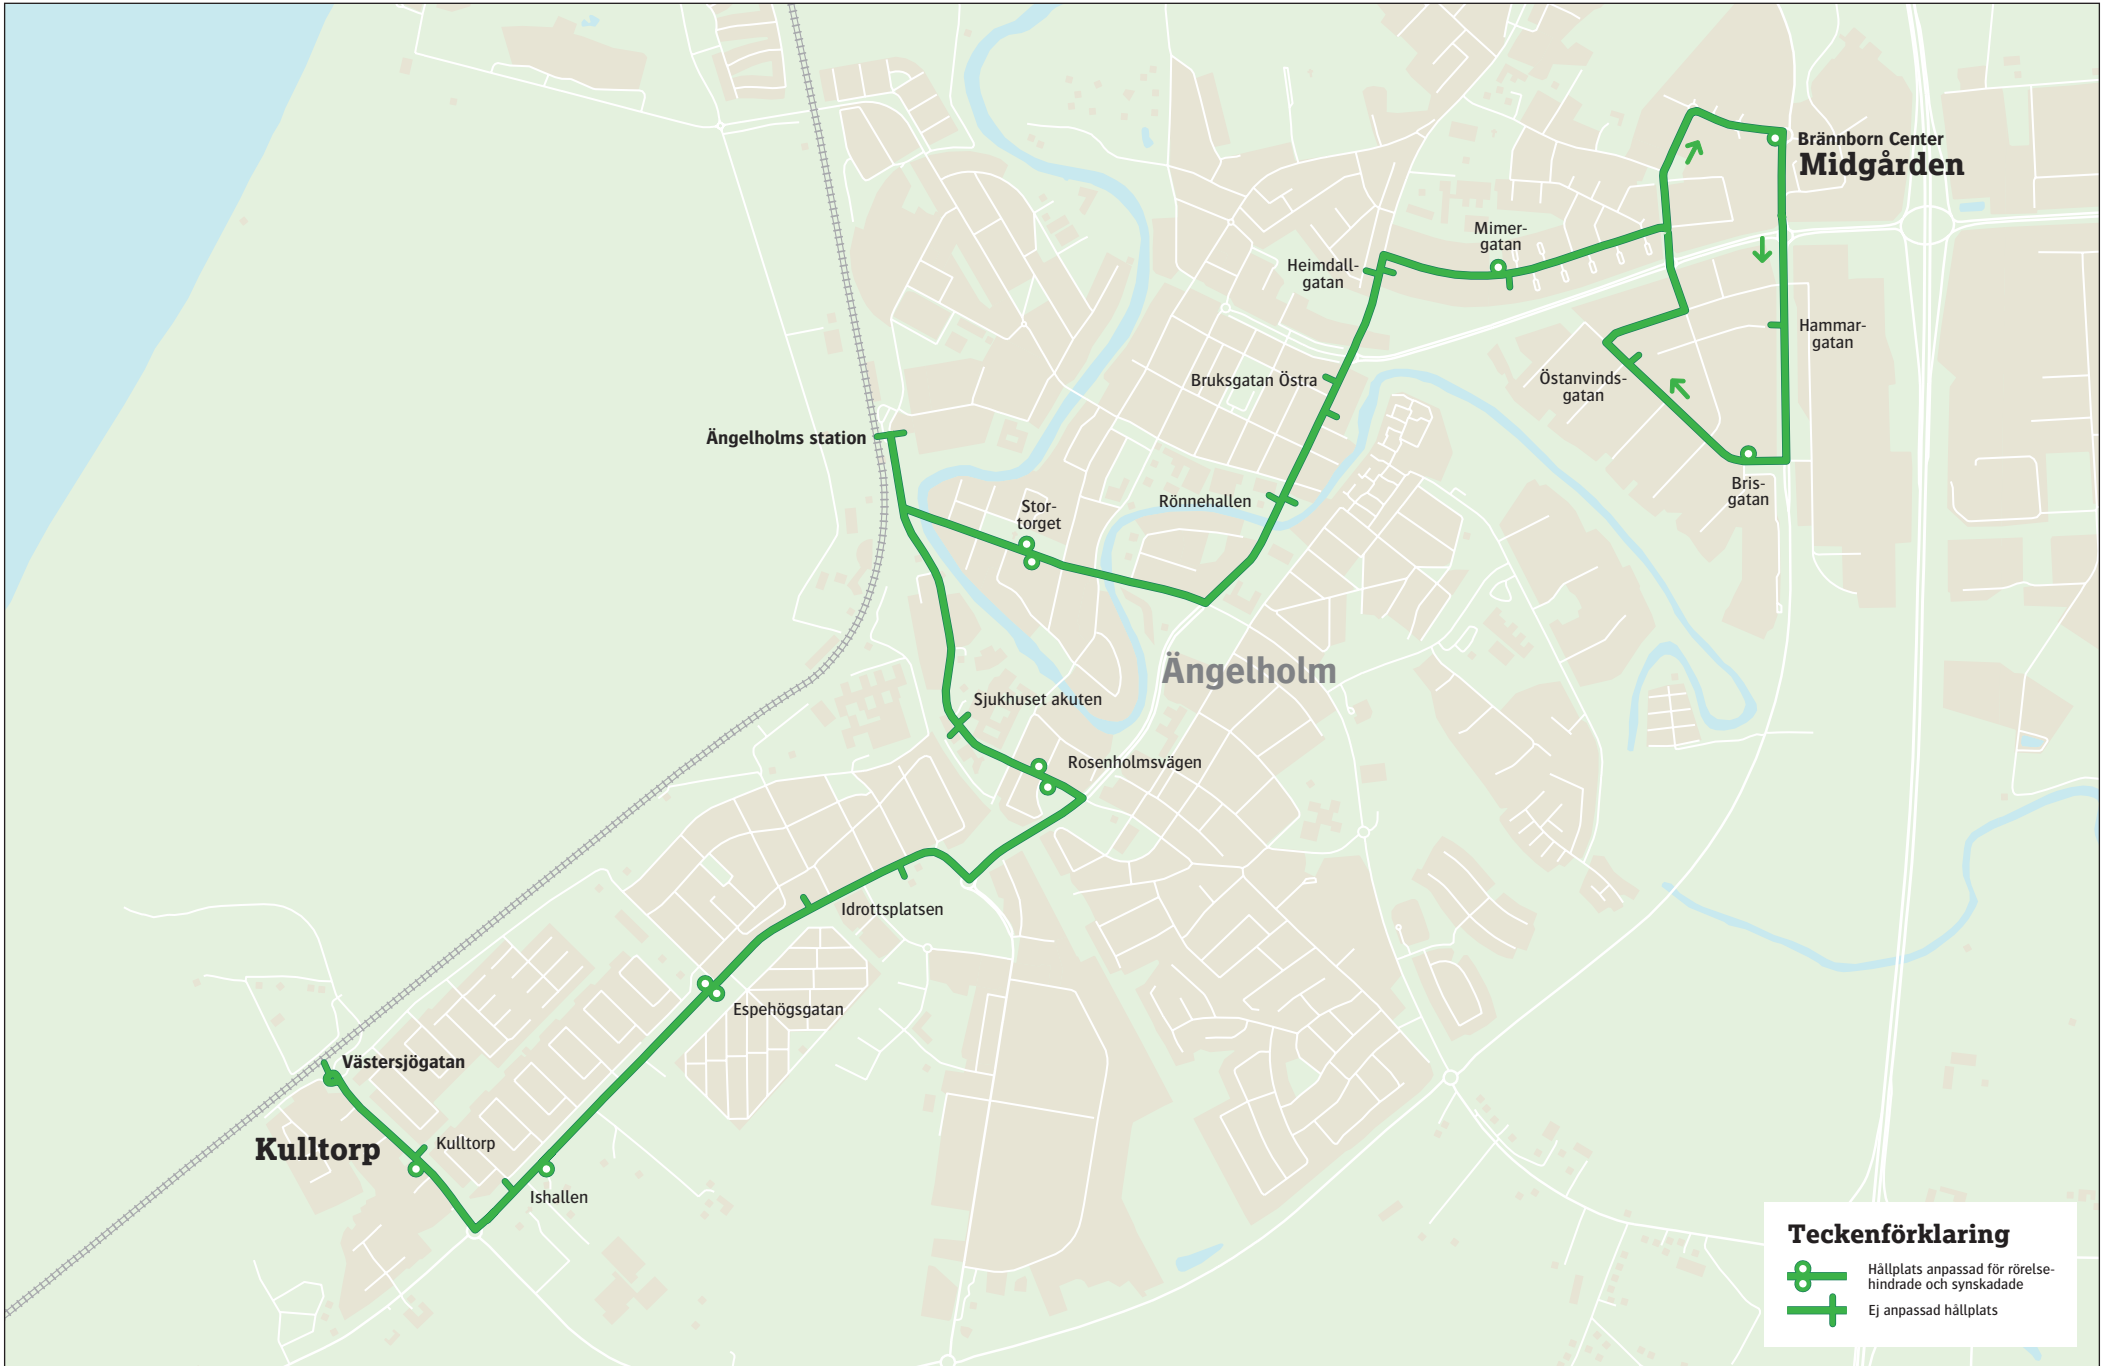 Brännborn Center
Midgården
Mimer-
gatan
Heimdall-
gatan
Hammar-
gatan
Bruksgatan Östra
Östanvinds-
gatan
Ängelholms station
Bris-
gatan
Rönnehallen
Stor-
torget
Ängelholm
Sjukhuset akuten
Rosenholmsvägen
Idrottsplatsen
Espehögsgatan
Västersjögatan
Kulltorp
Kulltorp
Ishallen
Teckenförklaring
Hållplats anpassad för rörelse-
hindrade och synskadade
Ej anpassad hållplats